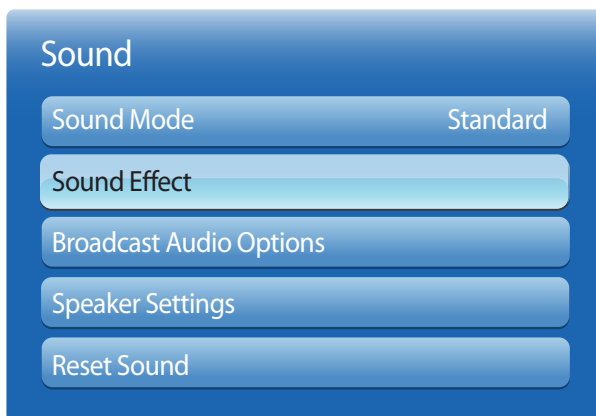 Sound
Sound Mode Standard
Sound Effect
Broadcast Audio Options
Speaker Settings
Reset Sound